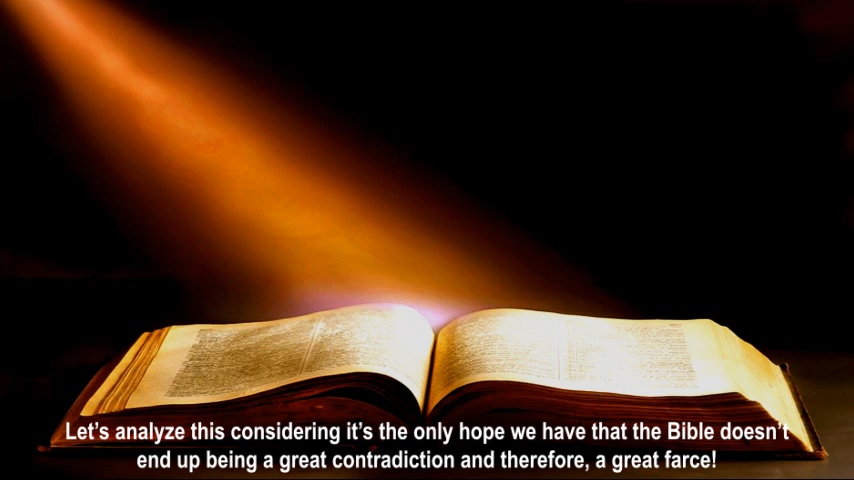 Let's analyze this considering it's the only hope we have that the Bible doesn't
end up being a great contradiction and therefore, a great farce!